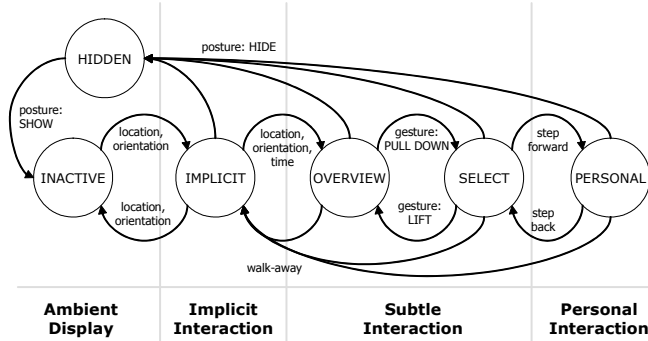 posture: HIDE
HIDDEN
posture:
SHOW
location,
orientation
location,
orientation,
time
gesture:
PULL DOWN
step
forward
INACTIVE
IMPLICIT
OVERVIEW
SELECT
PERSONAL
location,
orientation
gesture:
LIFT
step
back
walk-away
Ambient
Display
Implicit
Interaction
Subtle
Interaction
Personal
Interaction